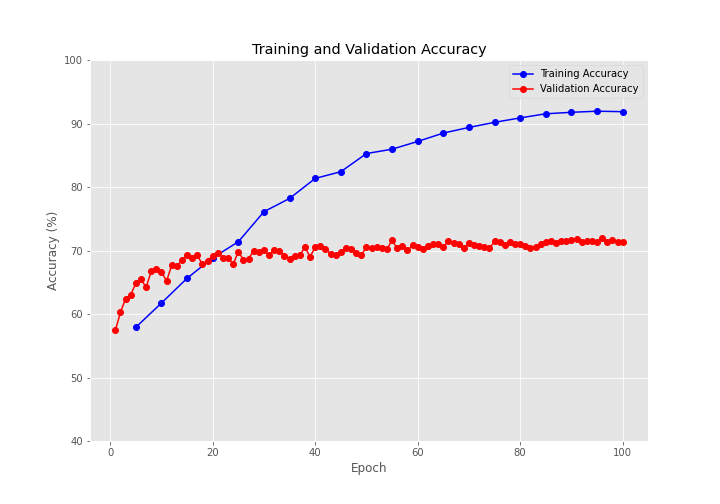 Training and Validation Accuracy
Training Accuracy
Validation Accuracy
Accuracy (%)
100
90
80
70
60
50
40
0 20 40 60 80 100
Epoch